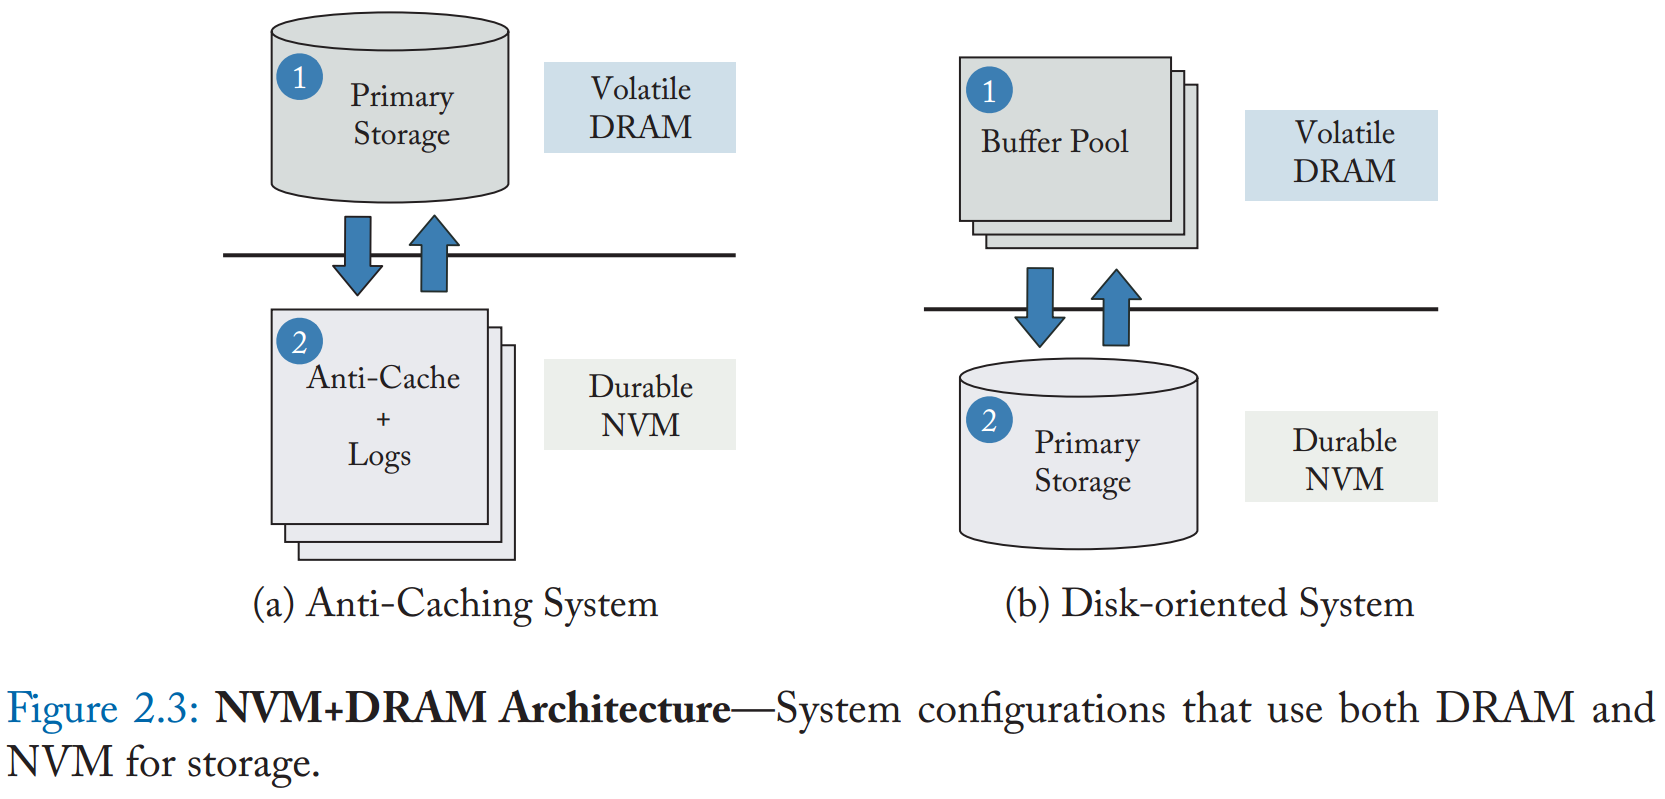 1
Primary
Storage
Volatile
DRAM
2
Anti-Cache
+
Logs
Durable
NVM
(a) Anti-Caching System
1
Buffer Pool
Volatile
DRAM
2
Primary
Storage
Durable
NVM
(b) Disk-oriented System
Figure 2.3: NVM+DRAM Architecture—System configurations that use both DRAM and
NVM for storage.